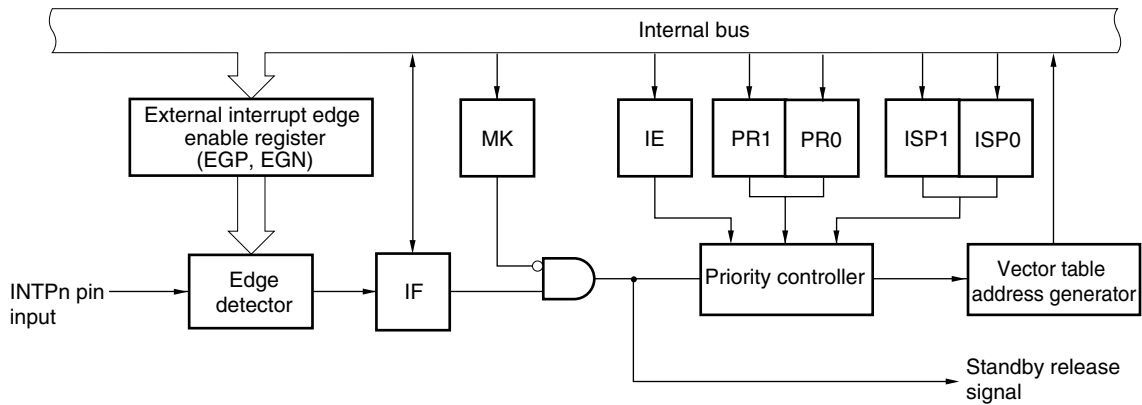 Internal bus
External interrupt edge
enable register
(EGP, EGN)
MK
IE
PR1
PR0
ISP1
ISP0
INTPn pin
input
Edge
detector
IF
Priority controller
Vector table
address generator
Standby release
signal